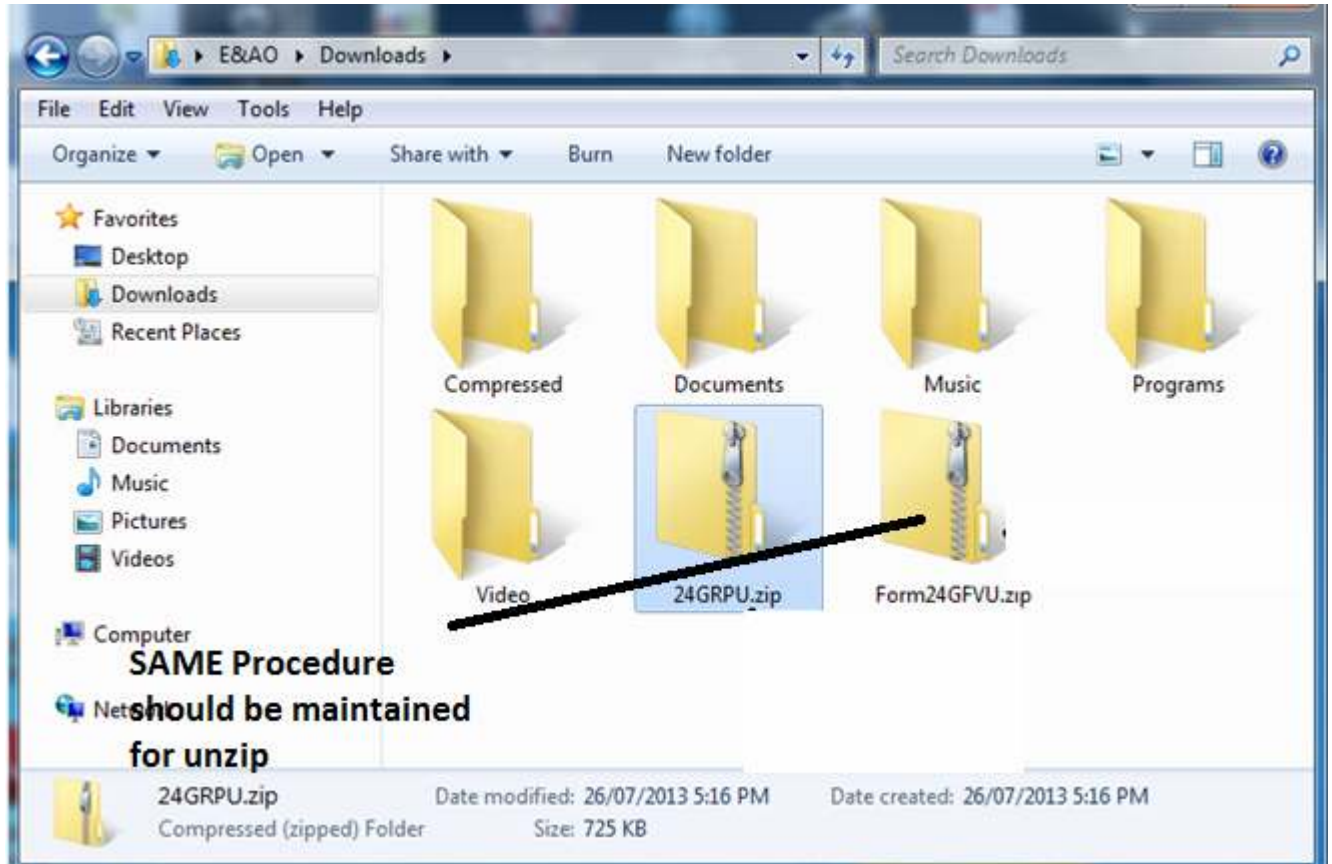 E&AO Downloads
Search Downloads
File Edit View Tools Help
Organize Open Share with Burn New folder
Favorites
Desktop
Downloads
Recent Places
Libraries
Documents
Music
Pictures
Videos
Computer
Compressed Documents Music Programs
Video 24GRPU.zip Form24GFVU.zip
SAME Procedure
should be maintained
for unzip
24GRPU.zip Date modified: 26/07/2013 5:16 PM Date created: 26/07/2013 5:16 PM
Compressed (zipped) Folder Size: 725 KB